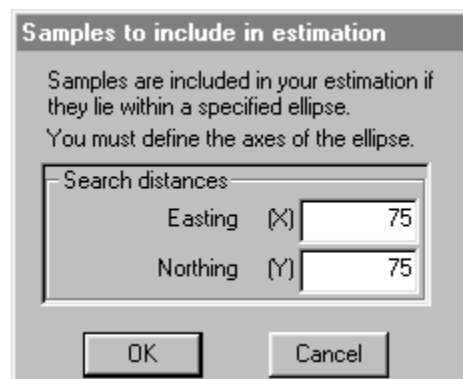 Samples to include in estimation
Samples are included in your estimation if
they lie within a specified ellipse.
You must define the axes of the ellipse.
Search distances
Easting (X) 75
Northing (Y) 75
OK Cancel